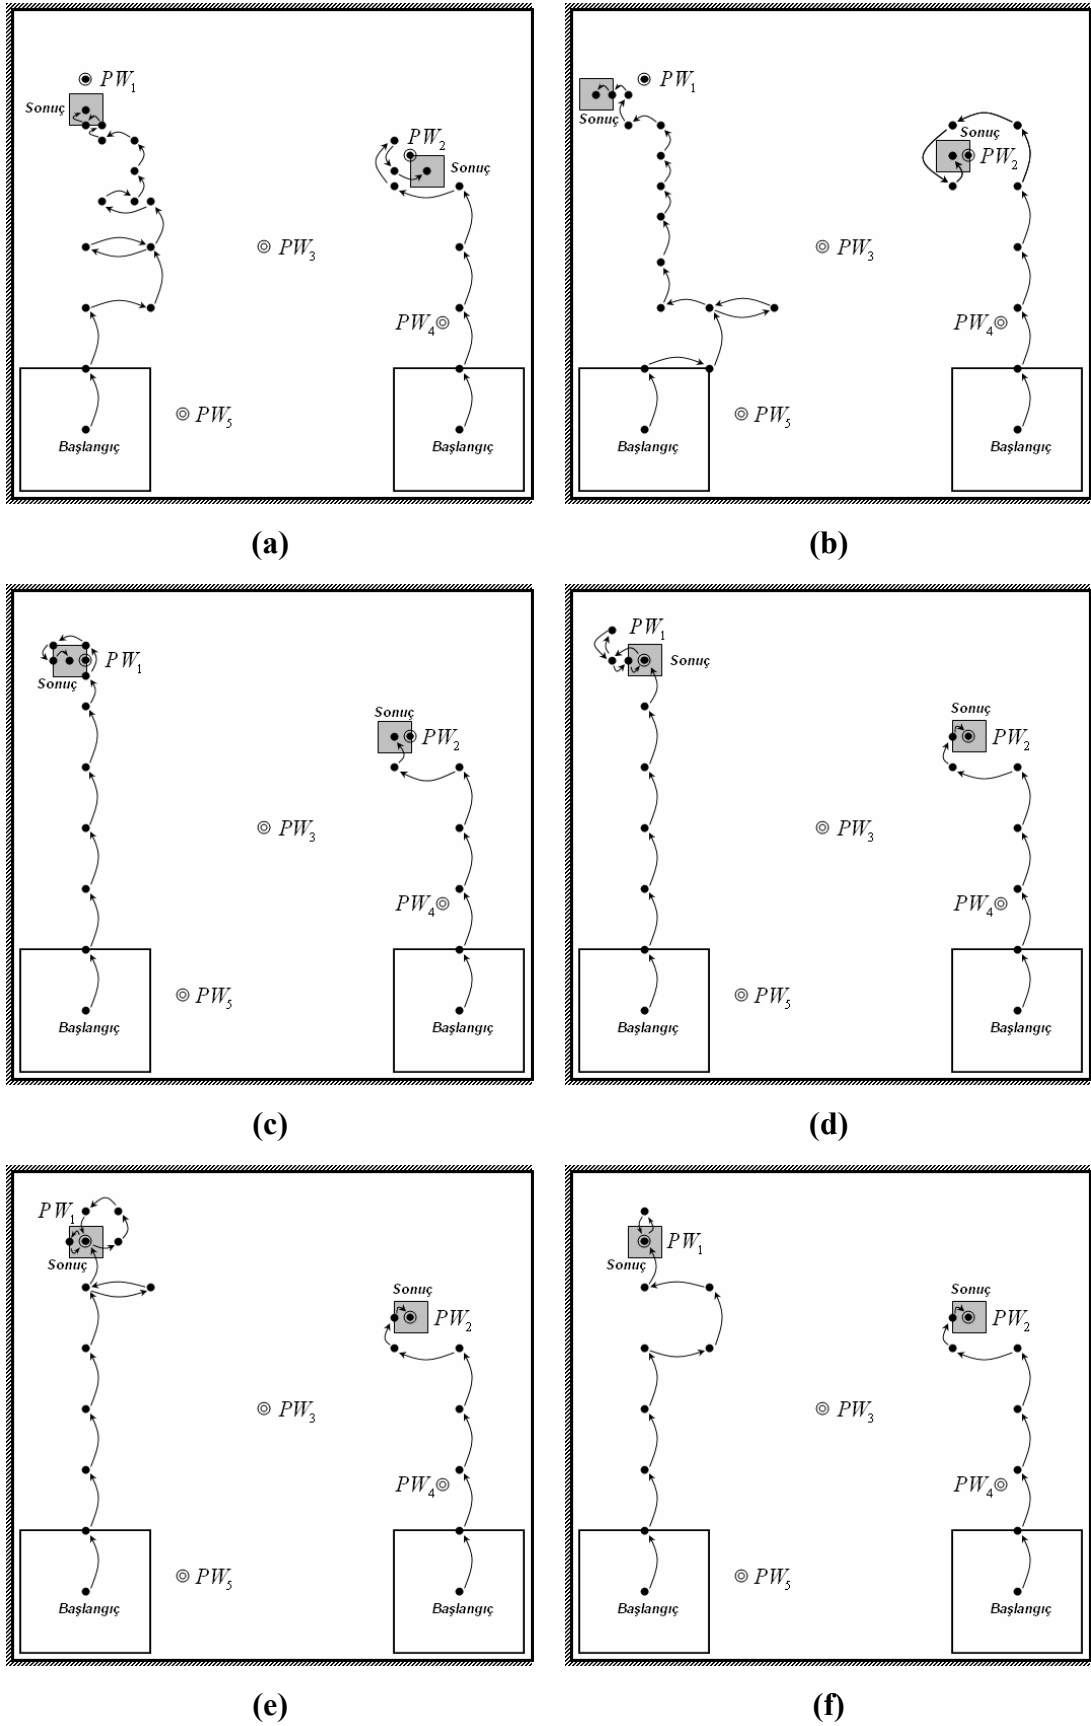 PW1
Sonuç
PW2
Sonuç
PW3
PW4
PW5
Başlangıç
Başlangıç
(a)
PW1
Sonuç
Sonuç
PW2
PW3
PW4
PW5
Başlangıç
Başlangıç
(b)
PW1
Sonuç
Sonuç
PW2
PW3
PW4
PW5
Başlangıç
Başlangıç
(c)
PW1
Sonuç
Sonuç
PW2
PW3
PW4
PW5
Başlangıç
Başlangıç
(d)
PW1
Sonuç
Sonuç
PW2
PW3
PW4
PW5
Başlangıç
Başlangıç
(e)
PW1
Sonuç
Sonuç
PW2
PW3
PW4
PW5
Başlangıç
Başlangıç
(f)